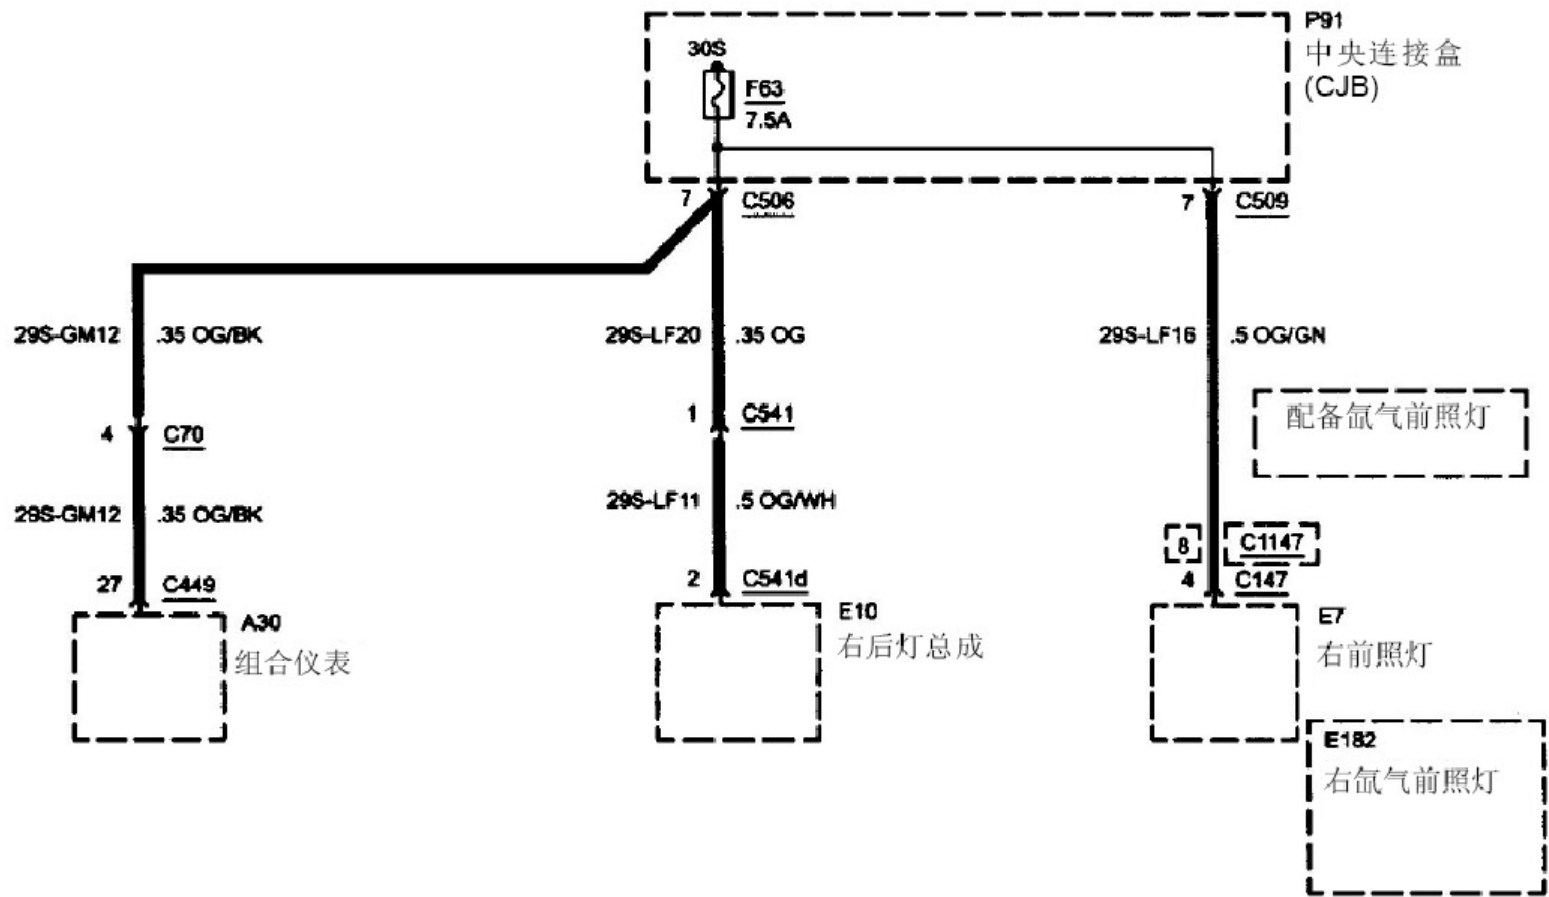 P91
中央连接盒
(CJB)
30S
F63
7.5A
7 C506
7 C509
29S-GM12 .35 OG/BK
29S-LF20 .35 OG
29S-LF16 .5 OG/GN
配备氙气前照灯
1 C541
4 C70
29S-LF11 .5 OG/WH
29S-GM12 .35 OG/BK
8 C1147
2 C541d
4 C147
27 C449
E10
右后灯总成
E7
右前照灯
A30
组合仪表
E182
右氙气前照灯